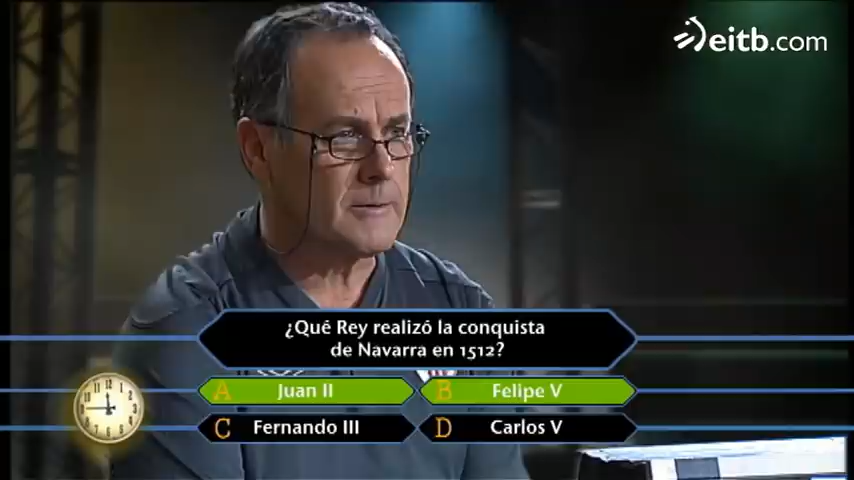 eitb.com
¿Qué Rey realizó la conquista
de Navarra en 1512?
A Juan II
B Felipe V
C Fernando III
D Carlos V